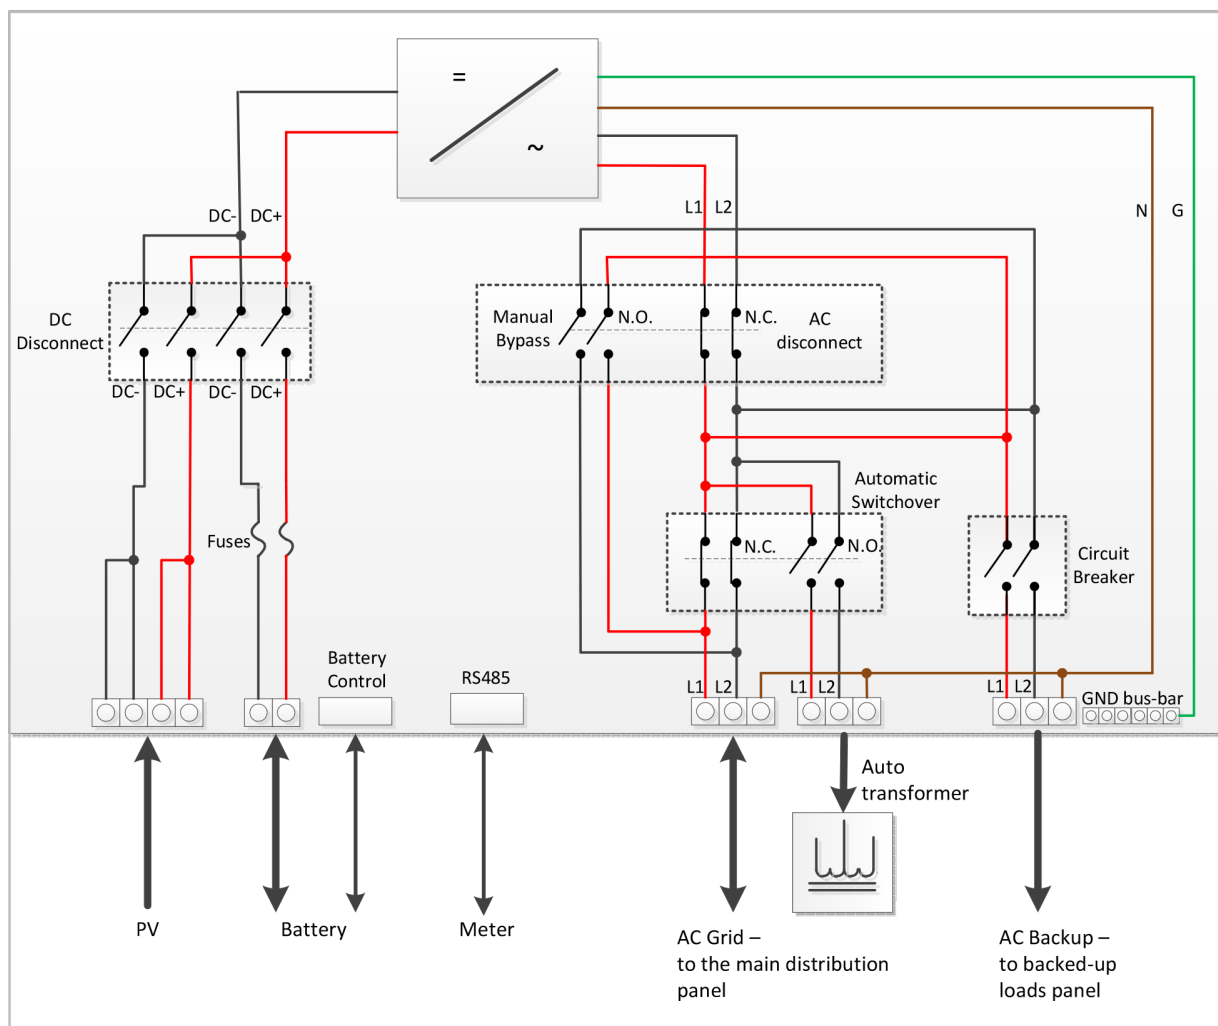 =
~
DC- DC+
L1 L2
N G
DC
Disconnect
Manual
Bypass
N.O.
N.C.
AC
disconnect
DC- DC+ DC- DC+
Automatic
Switchover
Fuses
N.C.
N.O.
Circuit
Breaker
Battery
Control
RS485
L1 L2
L1 L2
L1 L2
GND bus-bar
Auto
transformer
PV
Battery
Meter
AC Grid –
to the main distribution
panel
AC Backup –
to backed-up
loads panel